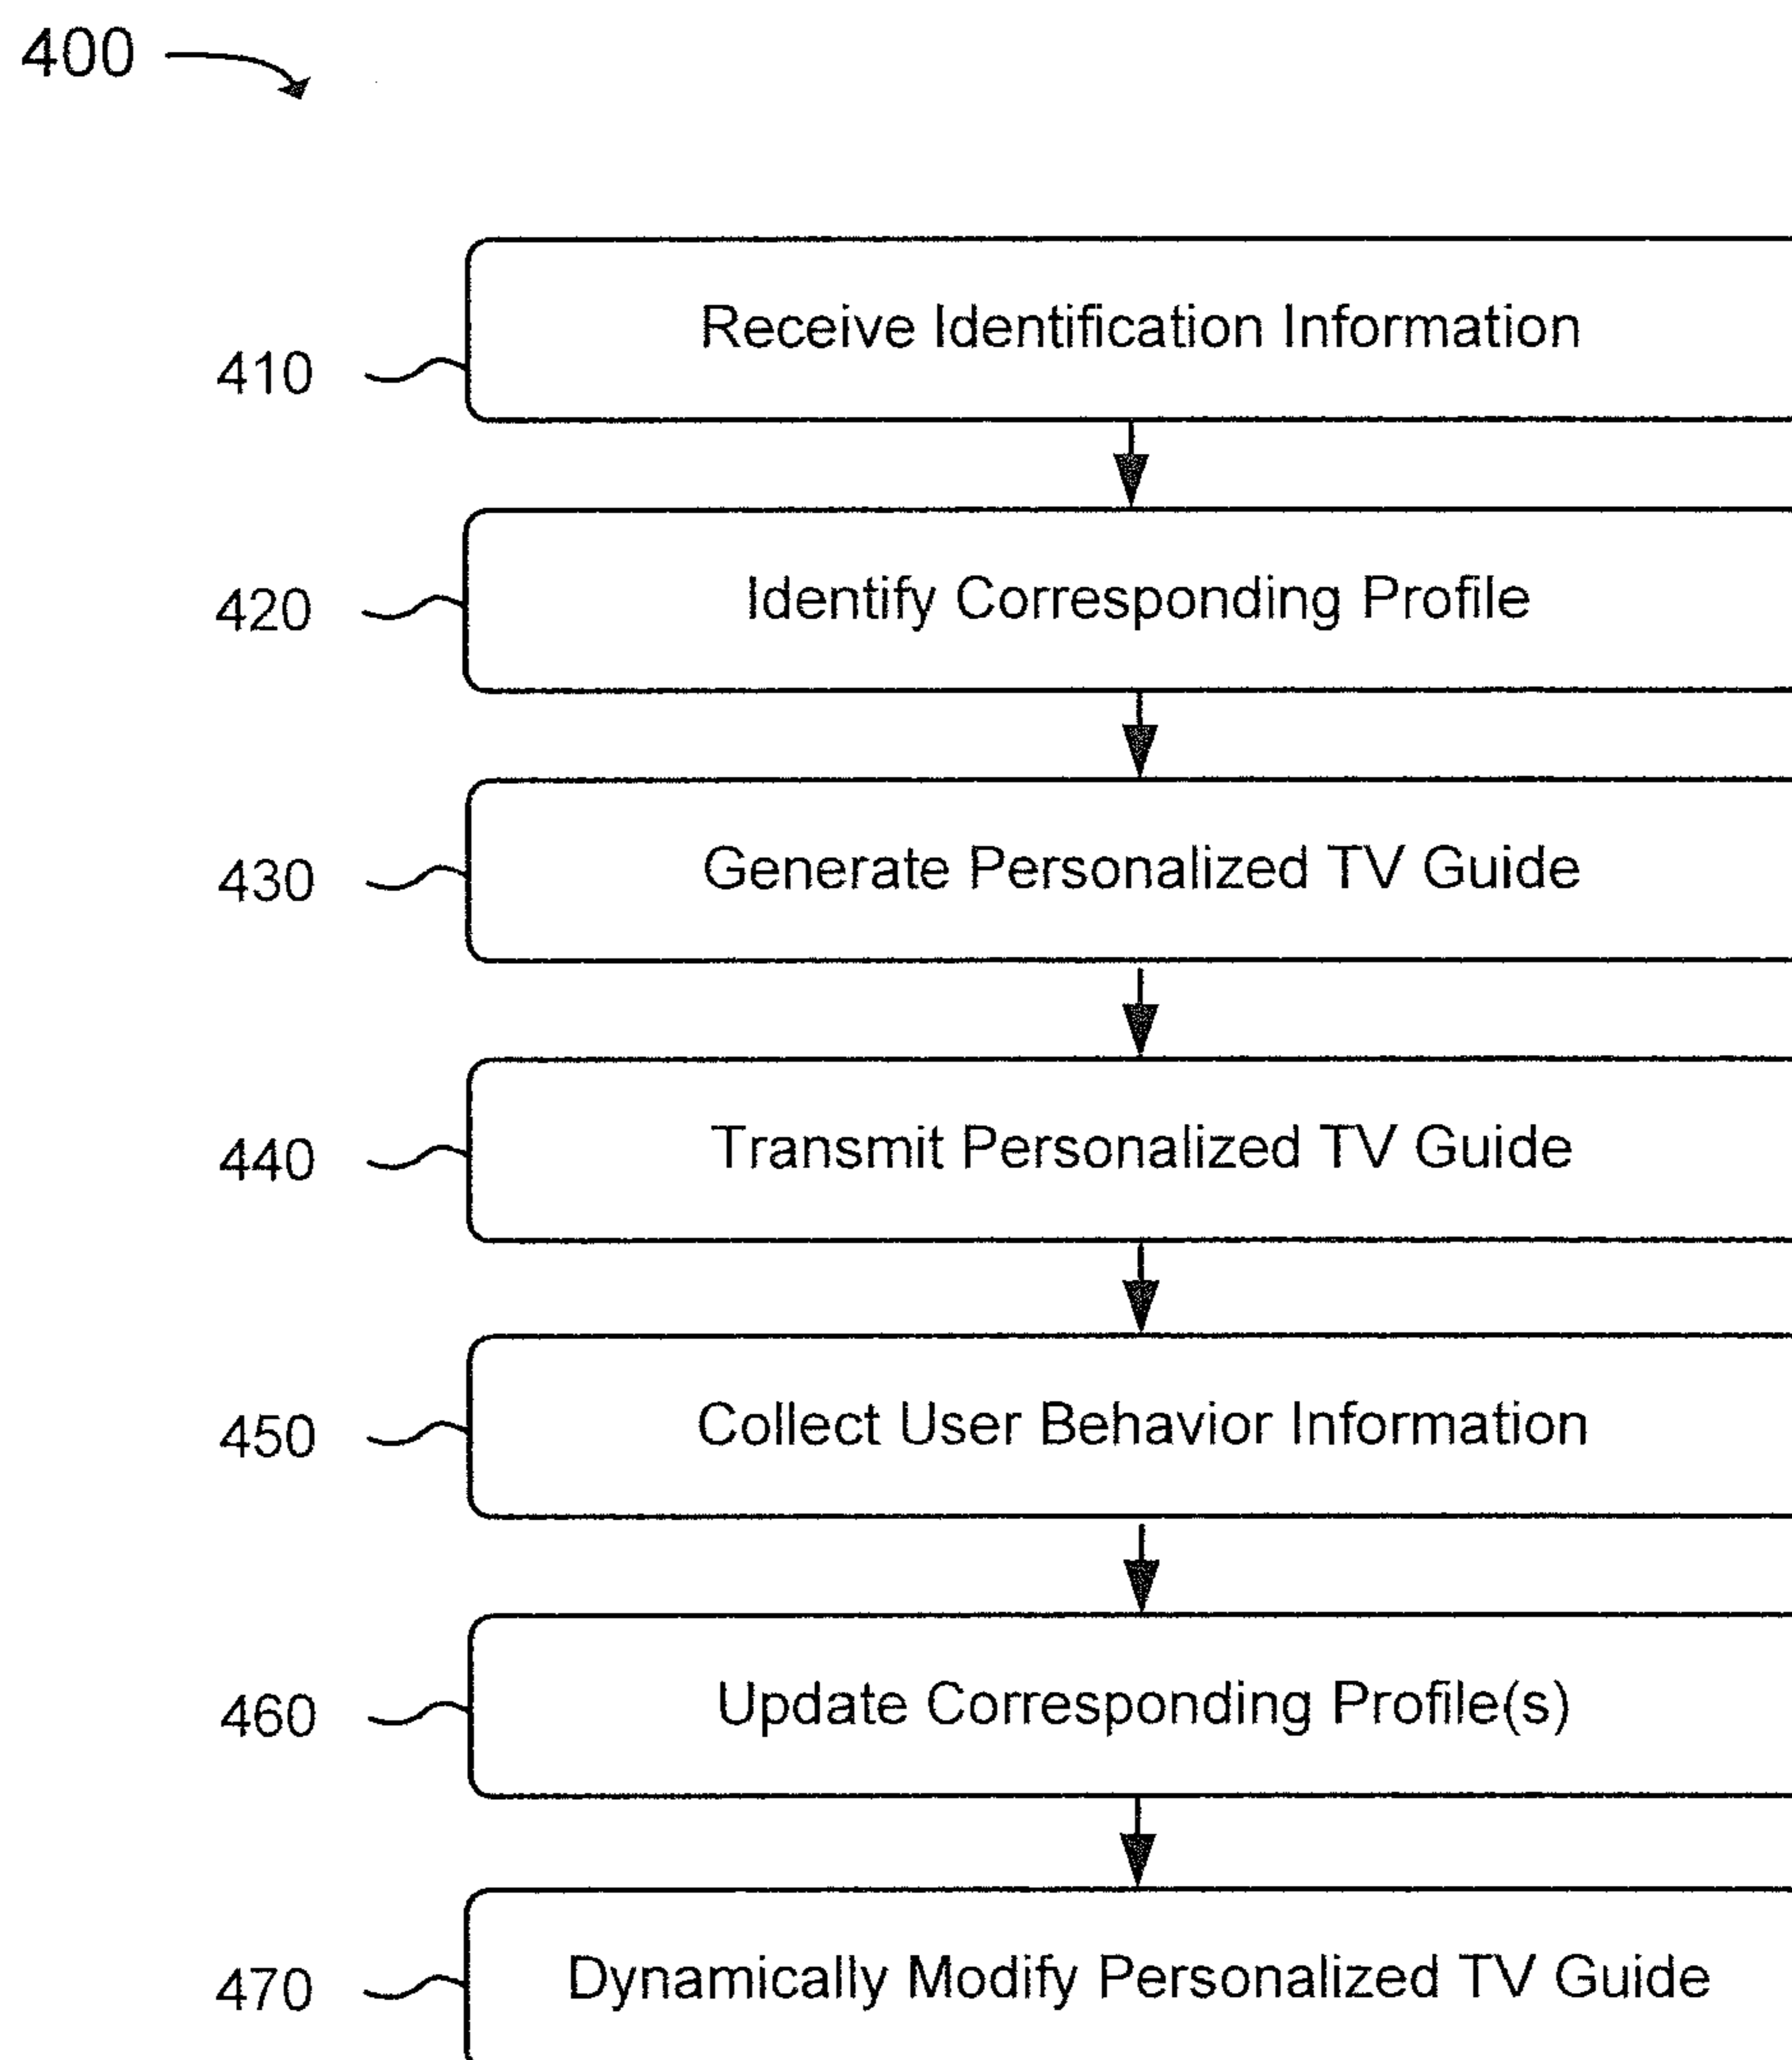 400
Receive Identification Information
410
Identify Corresponding Profile
420
Generate Personalized TV Guide
430
Transmit Personalized TV Guide
440
Collect User Behavior Information
450
Update Corresponding Profile(s)
460
Dynamically Modify Personalized TV Guide
470